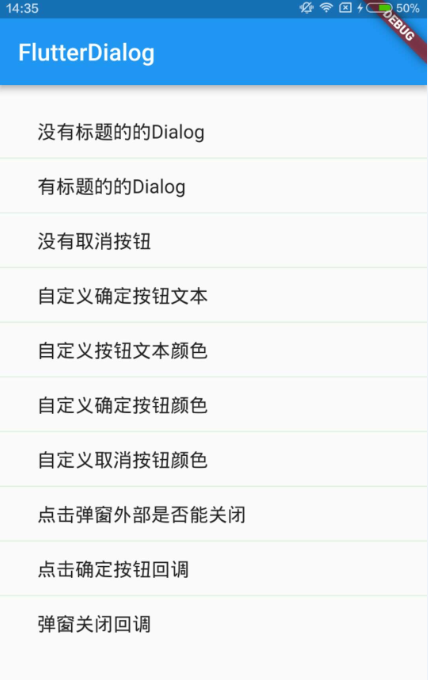 14:35
50%
DEBUG
FlutterDialog
没有标题的的Dialog
有标题的的Dialog
没有取消按钮
自定义确定按钮文本
自定义按钮文本颜色
自定义确定按钮颜色
自定义取消按钮颜色
点击弹窗外部是否能关闭
点击确定按钮回调
弹窗关闭回调